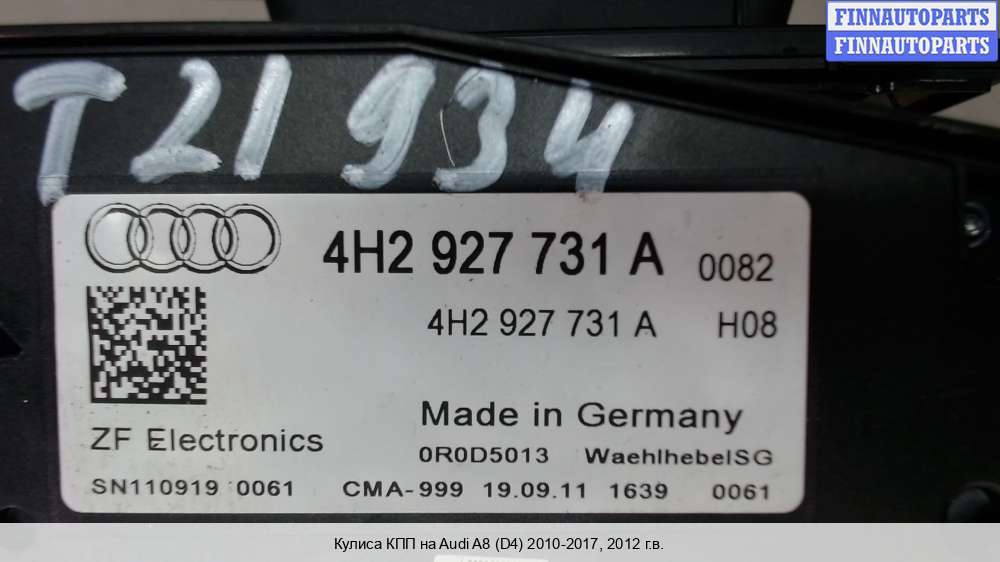 FINNAUTOPARTS
FINNAUTOPARTS
T21934
4H2 927 731 A 0082
4H2 927 731 A H08
Made in Germany
ZF Electronics
0R0D5013 WaehlhebelSG
SN110919 0061 CMA-999 19.09.11 1639 0061
Кулиса КПП на Audi A8 (D4) 2010-2017, 2012 г.в.